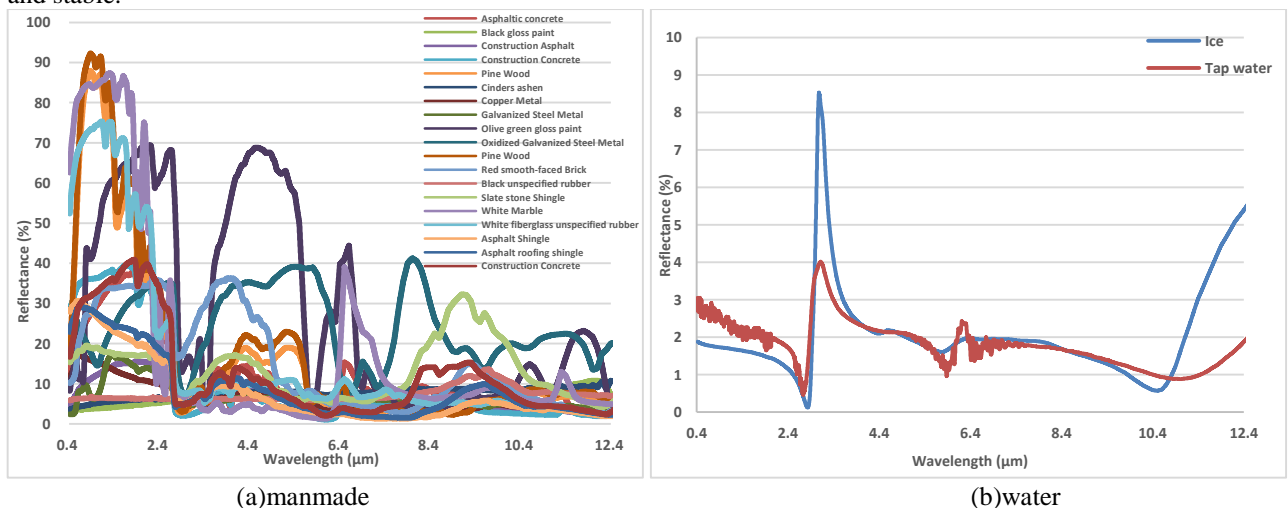 and stable.
100
90
80
70
60
50
40
30
20
10
0
Reflectance (%)
0.4 2.4 4.4 6.4 8.4 10.4 12.4
Wavelength (µm)
Asphaltic concrete
Black gloss paint
Construction Asphalt
Construction Concrete
Pine Wood
Cinders ashen
Copper Metal
Galvanized Steel Metal
Olive green gloss paint
Oxidized Galvanized Steel Metal
Pine Wood
Red smooth-faced Brick
Black unspecified rubber
Slate stone Shingle
White Marble
White fiberglass unspecified rubber
Asphalt Shingle
Asphalt roofing shingle
Construction Concrete
(a)manmade
10
9
8
7
6
5
4
3
2
1
0
Reflectance (%)
0.4 2.4 4.4 6.4 8.4 10.4 12.4
Wavelength (µm)
Ice
Tap water
(b)water